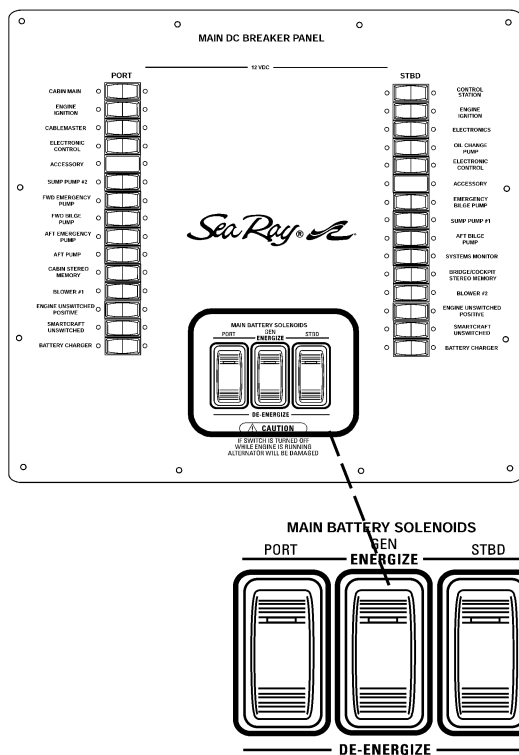 MAIN DC BREAKER PANEL
12 VDC
PORT
CABIN MAIN
ENGINE
IGNITION
CABLEMASTER
ELECTRONIC
CONTROL
ACCESSORY
SUMP PUMP #2
FWD EMERGENCY
PUMP
FWD BILGE
PUMP
AFT EMERGENCY
PUMP
AFT PUMP
CABIN STEREO
MEMORY
BLOWER #1
ENGINE UNSWITCHED
POSITIVE
SMARTCRAFT
UNSWITCHED
BATTERY CHARGER
STBD
CONTROL
STATION
ENGINE
IGNITION
ELECTRONICS
OIL CHANGE
PUMP
ELECTRONIC
CONTROL
ACCESSORY
EMERGENCY
BILGE PUMP
SUMP PUMP #1
AFT BILGE
PUMP
SYSTEMS MONITOR
BRIDGE/COCKPIT
STEREO MEMORY
BLOWER #2
ENGINE UNSWITCHED
POSITIVE
SMARTCRAFT
UNSWITCHED
BATTERY CHARGER
Sea Ray®
MAIN BATTERY SOLENOIDS
PORT GEN STBD
ENERGIZE
DE-ENERGIZE
⚠ CAUTION
IF SWITCH IS TURNED OFF
WHILE ENGINE IS RUNNING
ALTERNATOR WILL BE DAMAGED
MAIN BATTERY SOLENOIDS
PORT GEN STBD
ENERGIZE
DE-ENERGIZE